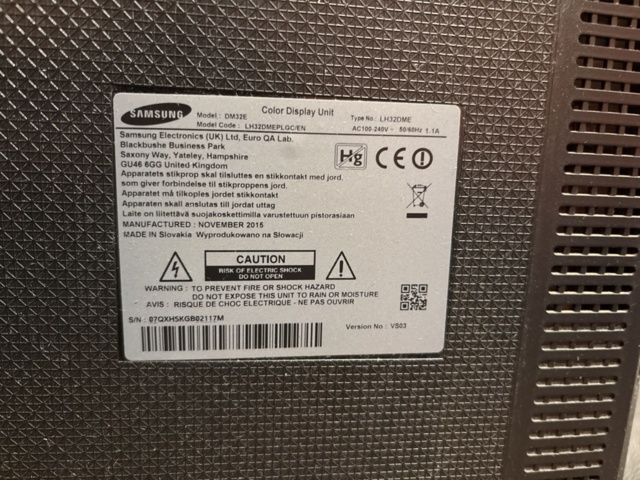 SAMSUNG
Color Display Unit
Model : DM32E
Type No : LH32DME
Model Code : LH32DMEPLGC/EN
AC100-240V~ 50/60Hz 1.1A
Samsung Electronics (UK) Ltd, Euro QA Lab.
Blackbushe Business Park
Saxony Way, Yateley, Hampshire
GU46 6GG United Kingdom
Hg CE
Apparatets stikprop skal tilsluttes en stikkontakt med jord,
som giver forbindelse til stikproppens jord.
Apparatet må tilkoples jordet stikkontakt
Apparaten skall anslutas till jordat uttag
Laite on liitettävä suojakoskettimilla varustettuun pistorasiaan
MANUFACTURED : NOVEMBER 2015
MADE IN Slovakia Wyprodukowano na Slowacji
CAUTION
RISK OF ELECTRIC SHOCK
DO NOT OPEN
WARNING : TO PREVENT FIRE OR SHOCK HAZARD
DO NOT EXPOSE THIS UNIT TO RAIN OR MOISTURE
AVIS : RISQUE DE CHOC ELECTRIQUE - NE PAS OUVRIR
S/N : 07QXHSKGB02117M
Version No : VS03